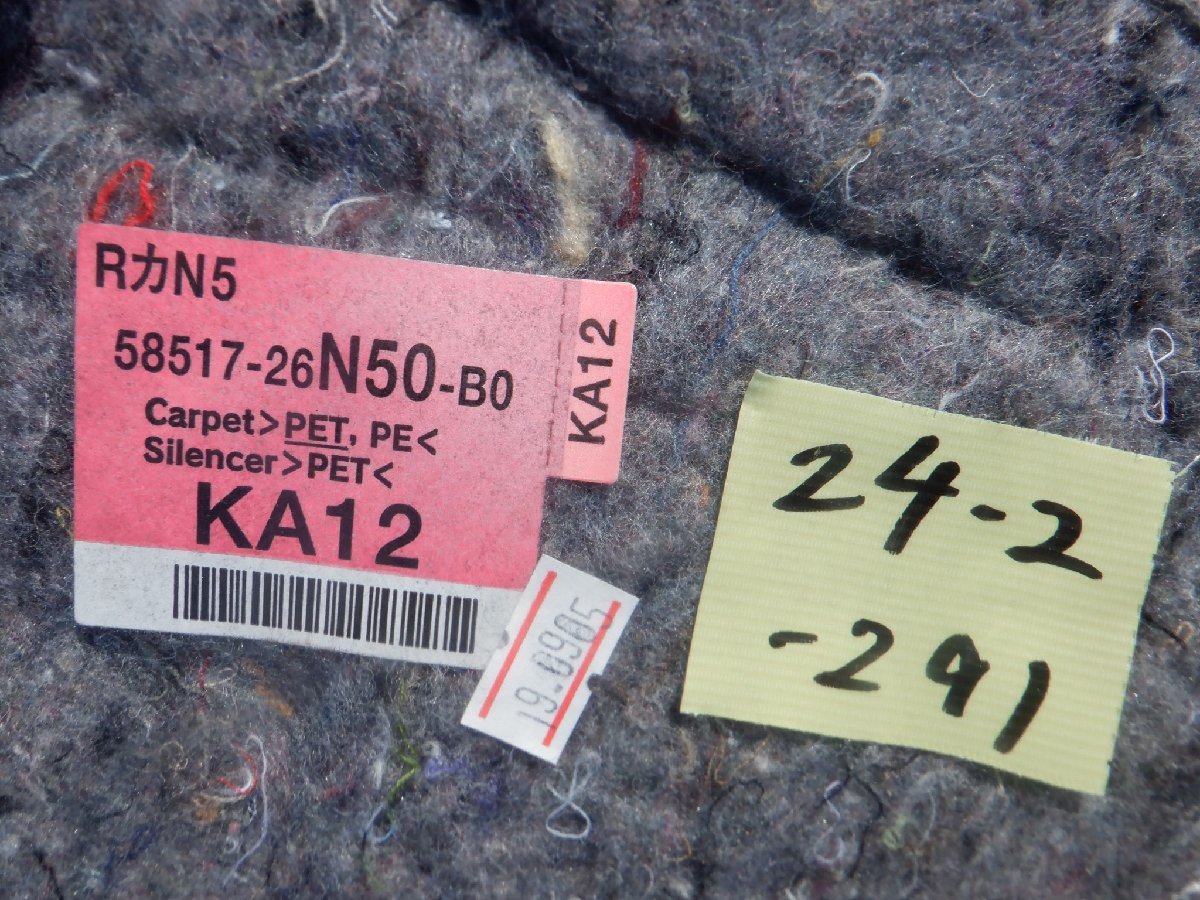 RカN5
58517-26N50-B0
Carpet>PET, PE<
Silencer>PET<
KA12
KA12
19.0905
24-2
-291